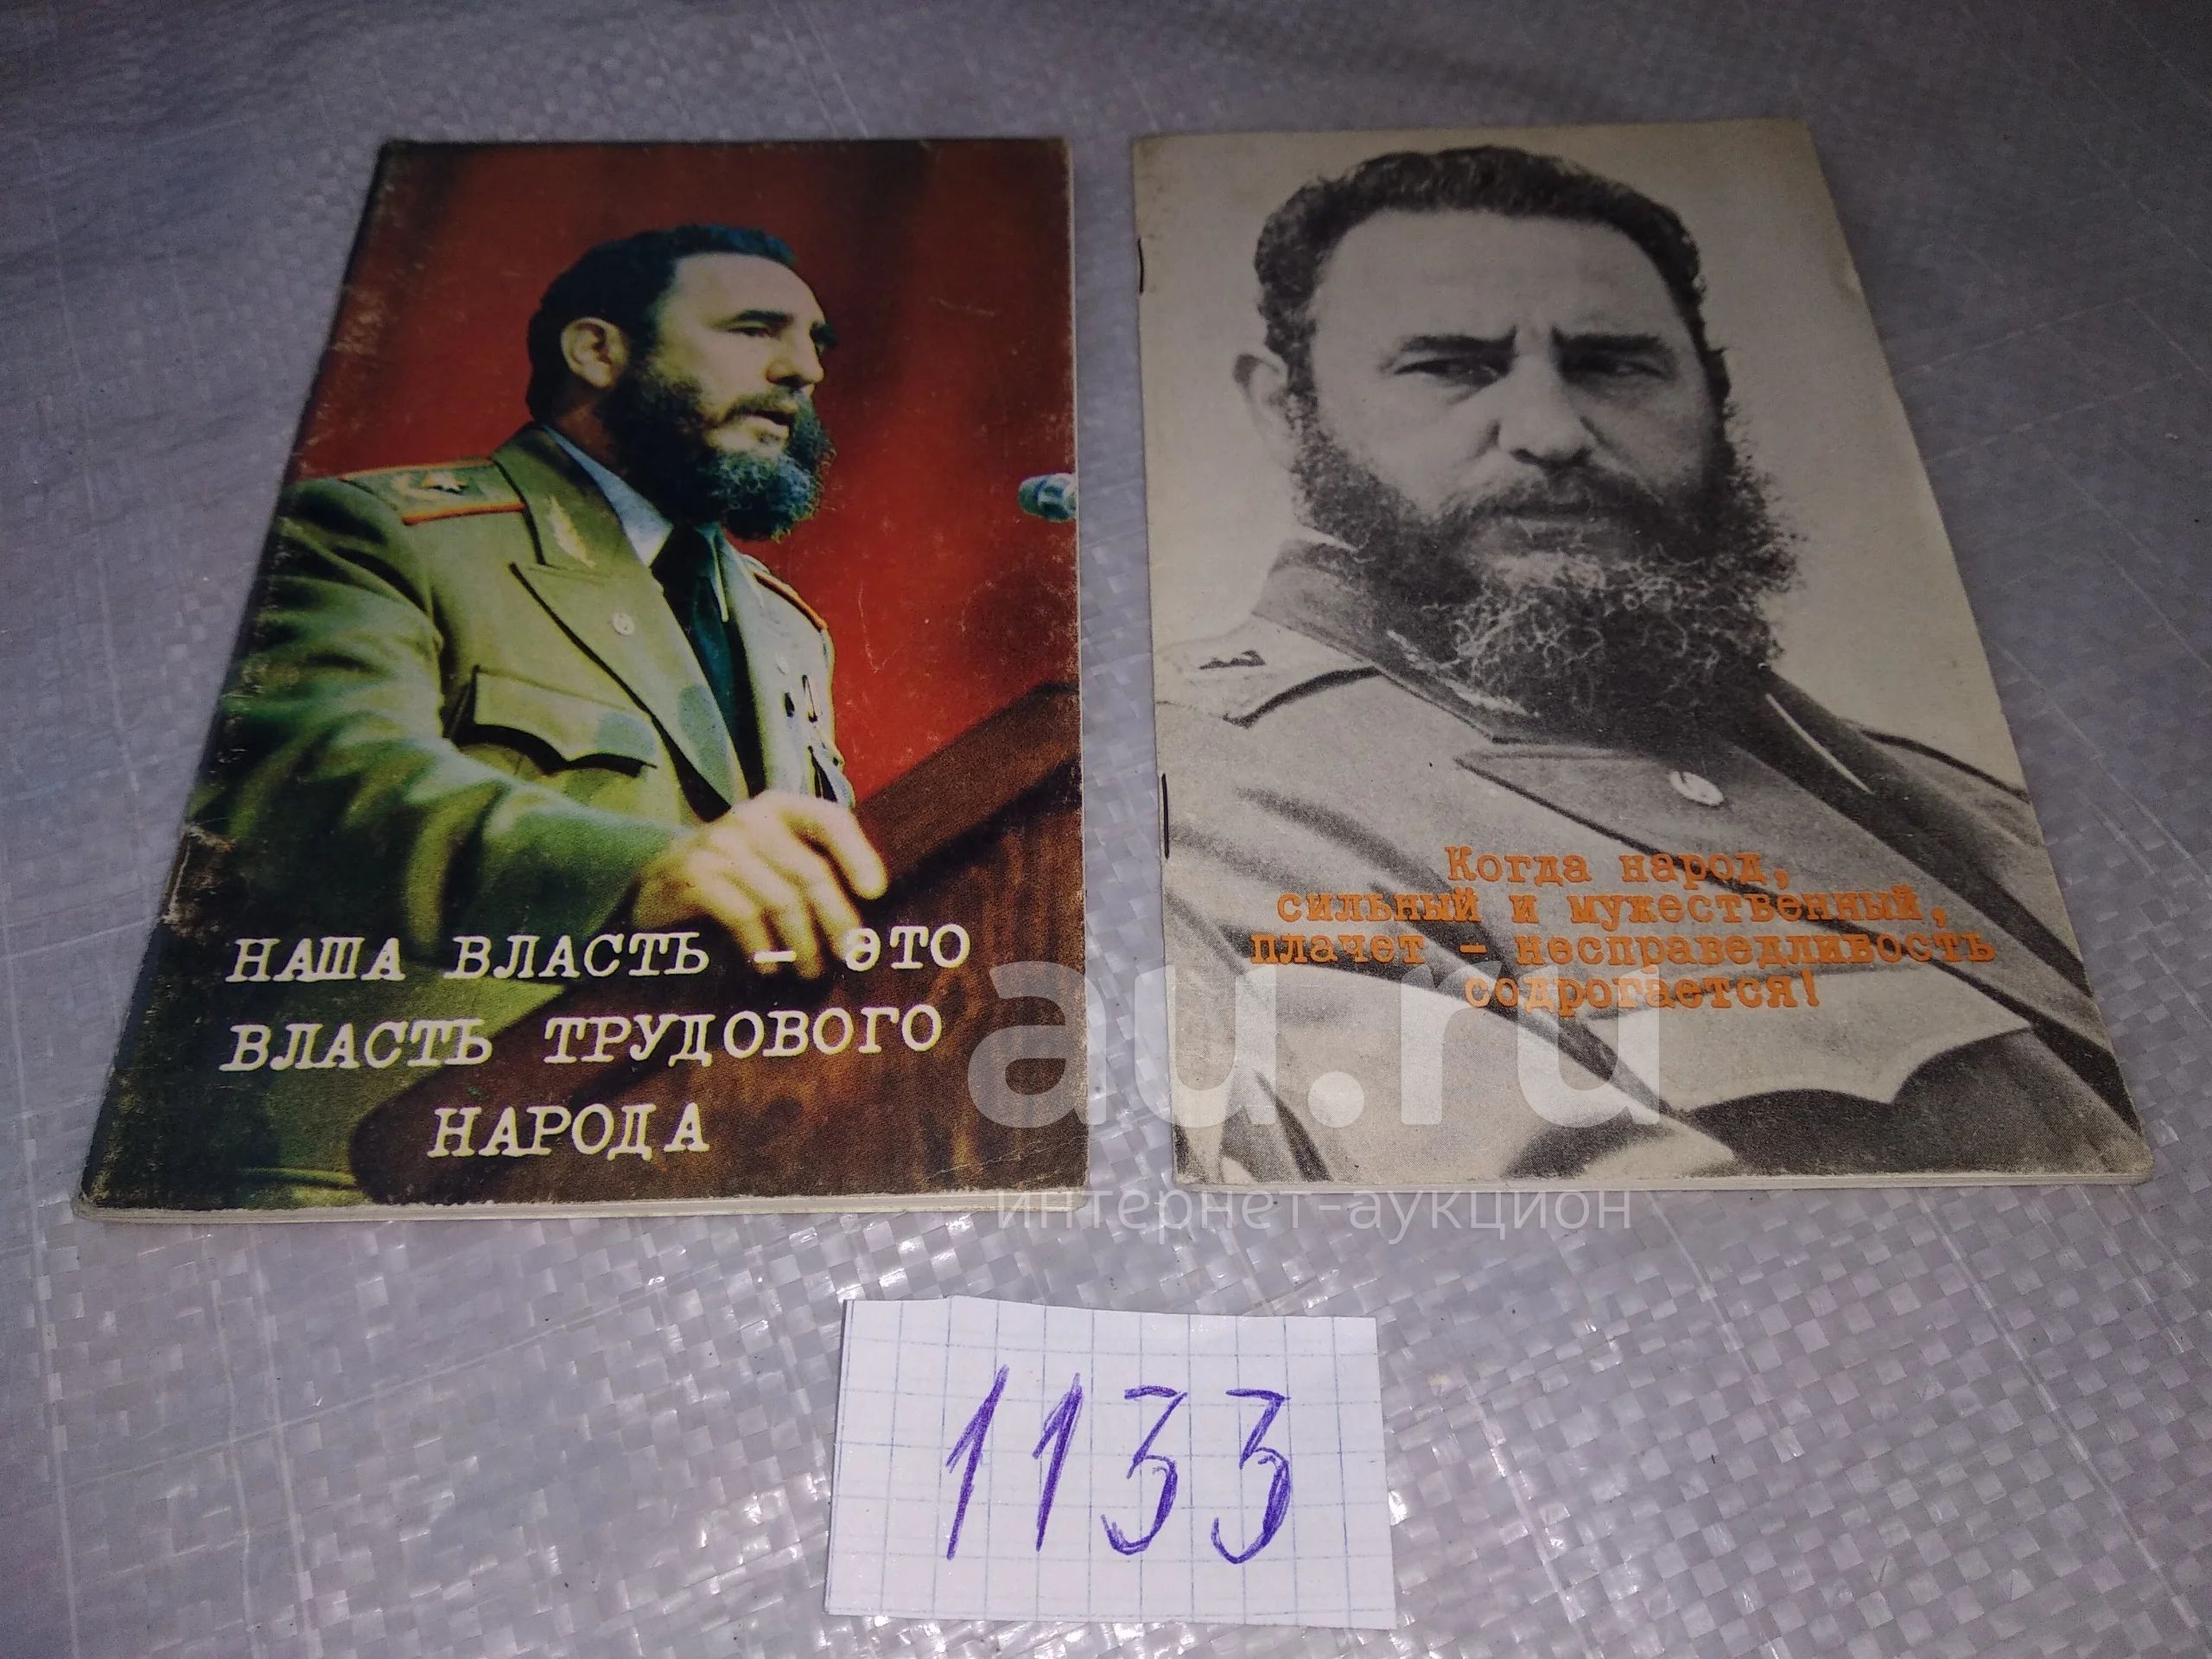 НАША ВЛАСТЬ – ЭТО
ВЛАСТЬ ТРУДОВОГО
НАРОДА
Когда народ,
сильный и мужественный,
плачет – несправедливость
содрогается!
au.ru
интернет-аукцион
1133